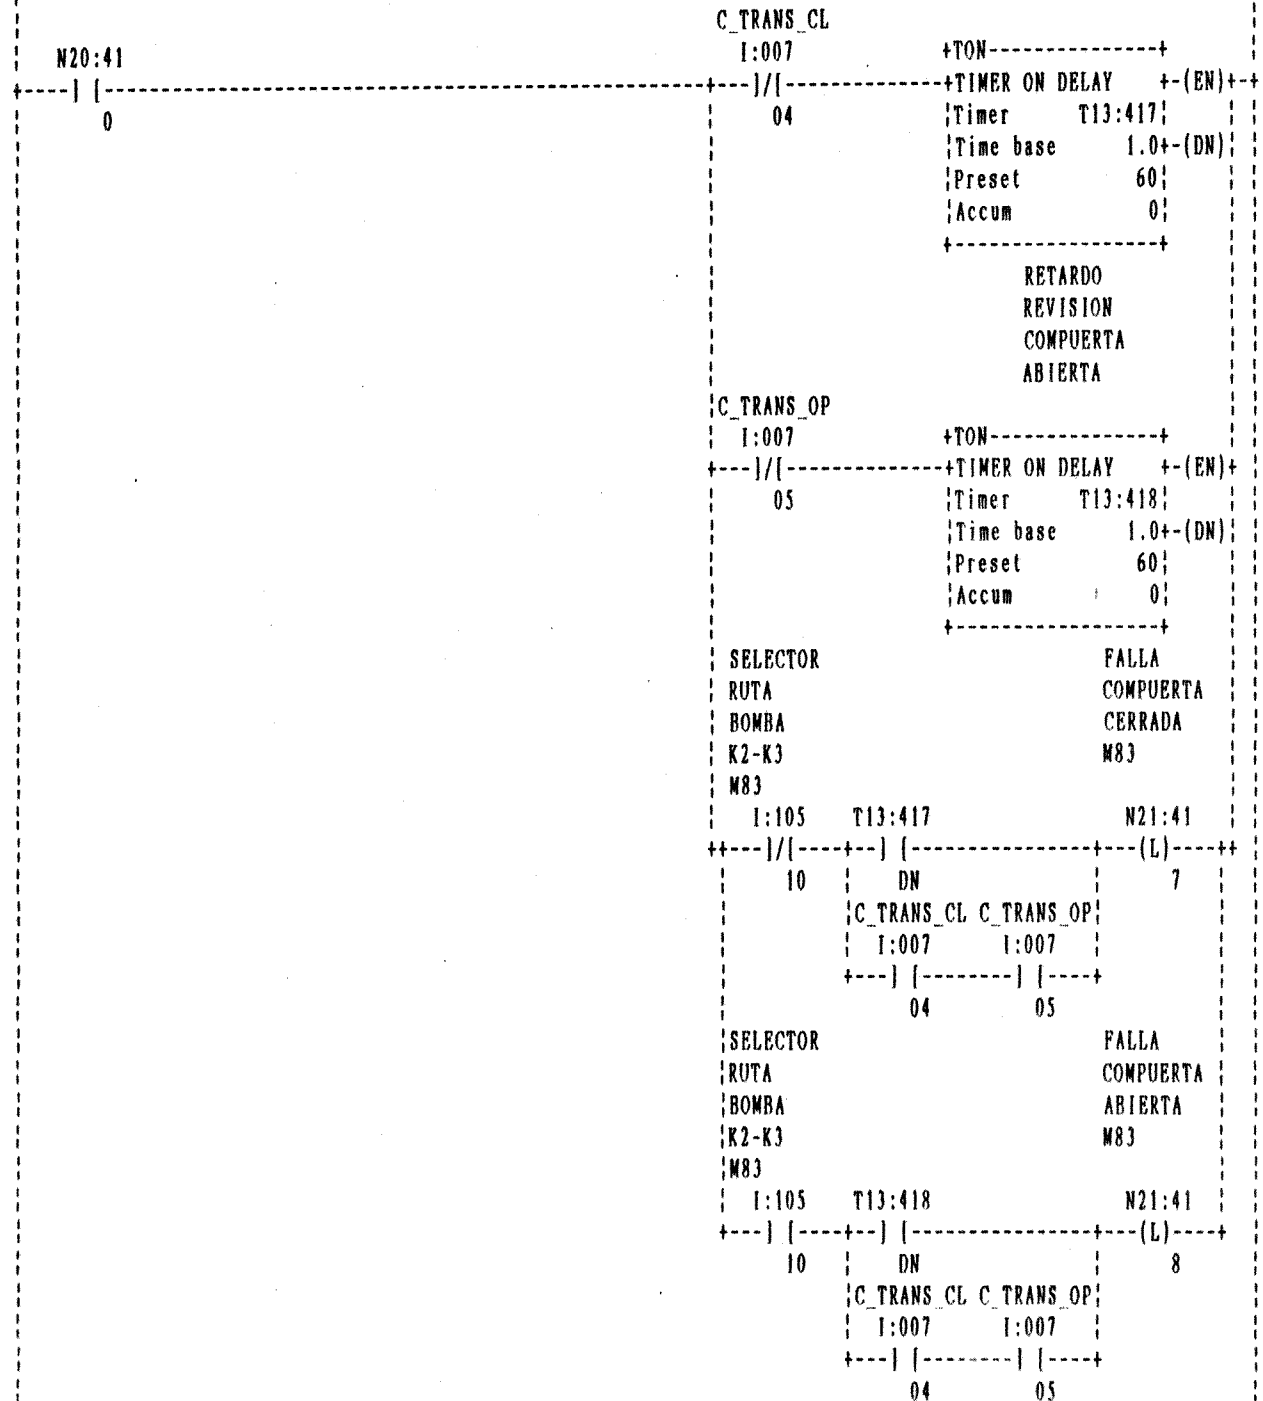 C_TRANS_CL
N20:41 I:007 +TON---------------+
+----] [----------------------------------------------------+---]/[--------------+TIMER ON DELAY +-(EN)+-+
0 04 ¦Timer T13:417¦
¦Time base 1.0+-(DN)¦
¦Preset 60¦
¦Accum 0¦
+------------------+
RETARDO
REVISION
COMPUERTA
ABIERTA
C_TRANS_OP
I:007 +TON---------------+
+---]/[--------------+TIMER ON DELAY +-(EN)+
05 ¦Timer T13:418¦
¦Time base 1.0+-(DN)¦
¦Preset 60¦
¦Accum 0¦
+------------------+
SELECTOR FALLA
RUTA COMPUERTA
BOMBA CERRADA
K2-K3 M83
M83
I:105 T13:417 N21:41
++---]/[----+--] [----------------+---(L)----++
10 DN 7
C_TRANS_CL C_TRANS_OP
I:007 I:007
+---] [--------] [----+
04 05
SELECTOR FALLA
RUTA COMPUERTA
BOMBA ABIERTA
K2-K3 M83
M83
I:105 T13:418 N21:41
+---] [----+--] [----------------+---(L)----+
10 DN 8
C_TRANS_CL C_TRANS_OP
I:007 I:007
+---] [--------] [----+
04 05